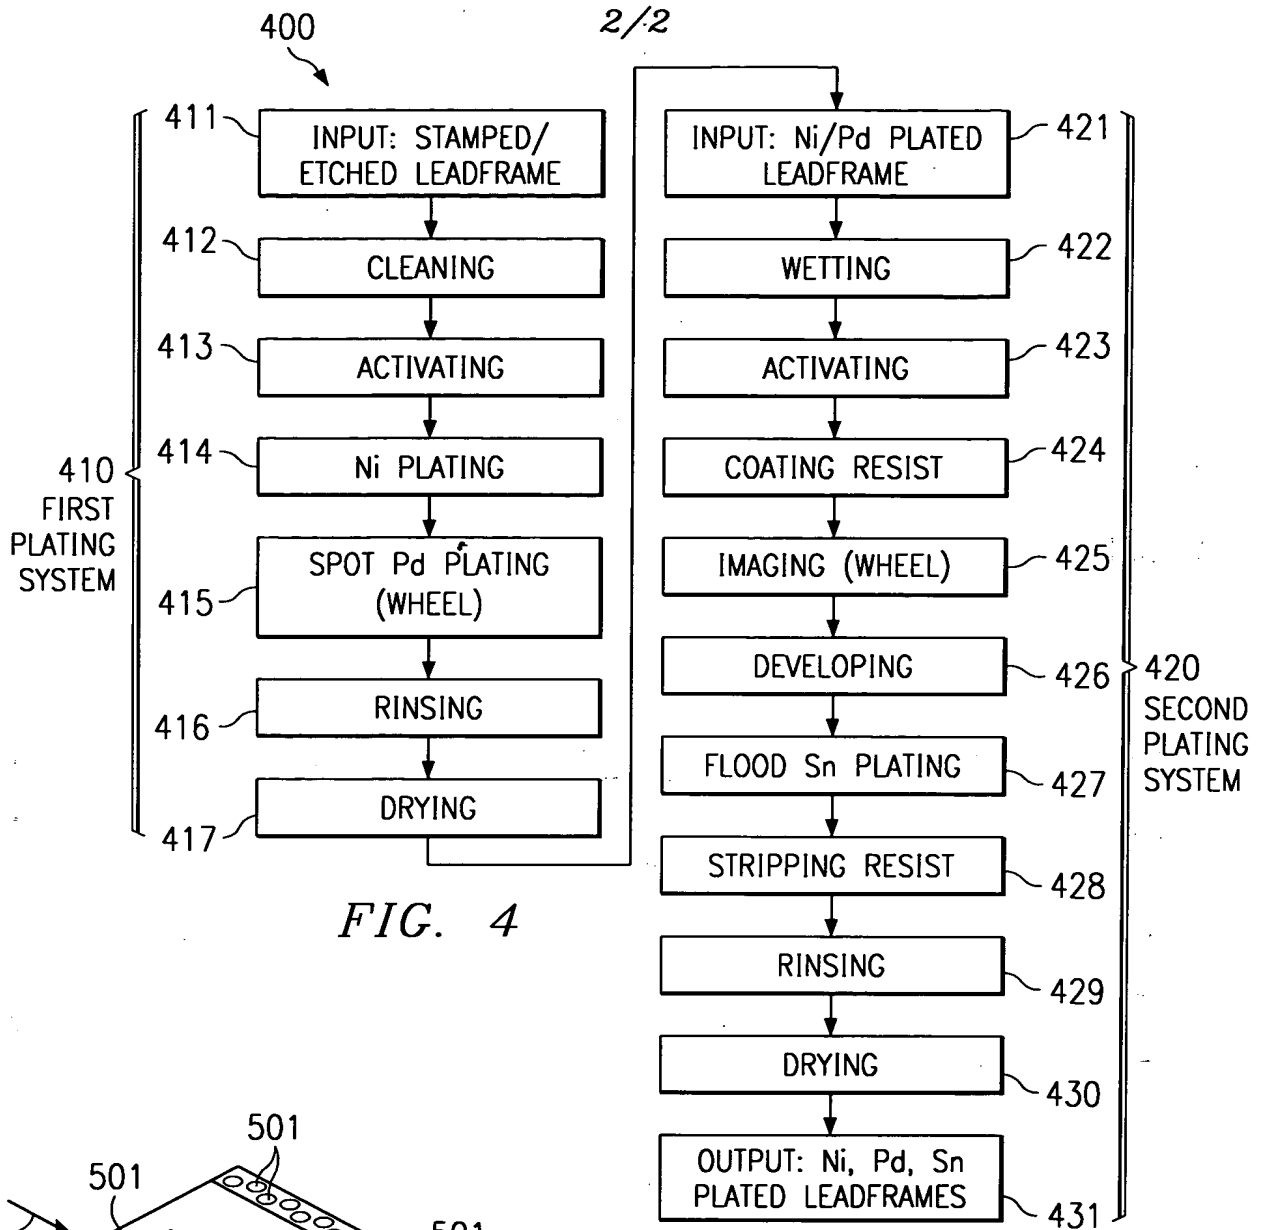 2/2
400
411
INPUT: STAMPED/
ETCHED LEADFRAME
412
CLEANING
413
ACTIVATING
414
Ni PLATING
415
SPOT Pd PLATING
(WHEEL)
416
RINSING
417
DRYING
410
FIRST
PLATING
SYSTEM
FIG. 4
421
INPUT: Ni/Pd PLATED
LEADFRAME
422
WETTING
423
ACTIVATING
424
COATING RESIST
425
IMAGING (WHEEL)
426
DEVELOPING
427
FLOOD Sn PLATING
428
STRIPPING RESIST
429
RINSING
430
DRYING
431
OUTPUT: Ni, Pd, Sn
PLATED LEADFRAMES
420
SECOND
PLATING
SYSTEM
501
501
501